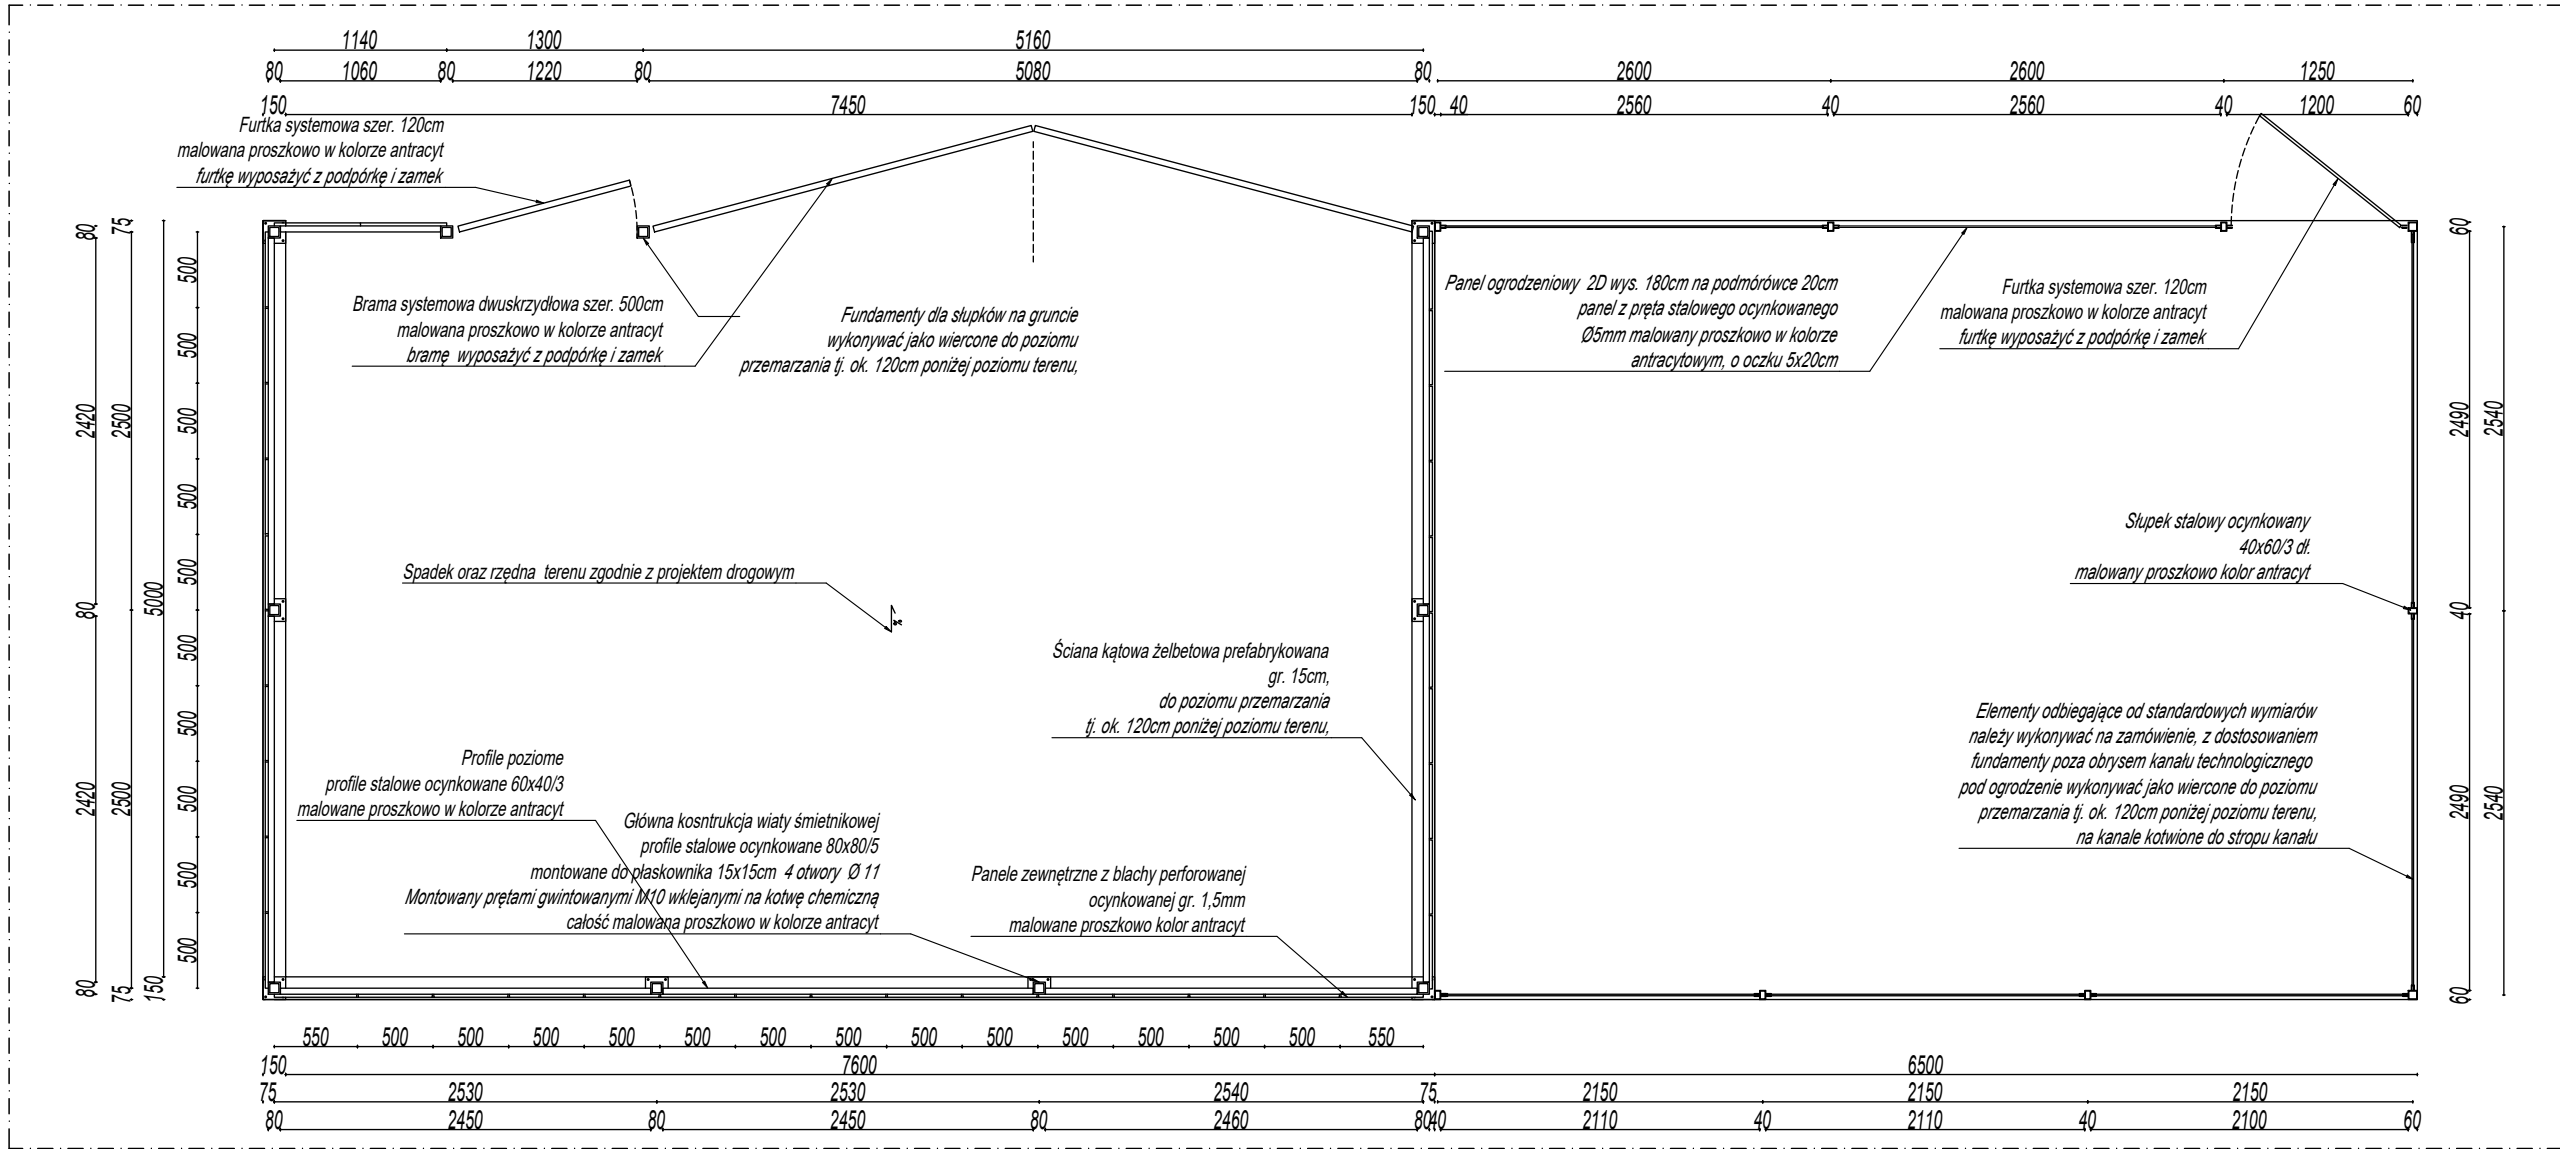 1140 1300 5160
80 1060 80 1220 80 5080 80 2600 2600 1250
150 7450 150 40 2560 40 2560 40 1200 60
Furtka systemowa szer. 120cm
malowana proszkowo w kolorze antracyt
furtkę wyposażyć z podpórkę i zamek
Brama systemowa dwuskrzydłowa szer. 500cm
malowana proszkowo w kolorze antracyt
bramę wyposażyć z podpórkę i zamek
Fundamenty dla słupków na gruncie
wykonywać jako wiercone do poziomu
przemarzania tj. ok. 120cm poniżej poziomu terenu,
Panel ogrodzeniowy 2D wys. 180cm na podmórówce 20cm
panel z pręta stalowego ocynkowanego
Ø5mm malowany proszkowo w kolorze
antracytowym, o oczku 5x20cm
Furtka systemowa szer. 120cm
malowana proszkowo w kolorze antracyt
furtkę wyposażyć z podpórkę i zamek
80 2420 80 2420 80
75 2500 2500 75
5000 150
500 500 500 500 500 500 500 500 500 500
Spadek oraz rzędna terenu zgodnie z projektem drogowym
Słupek stalowy ocynkowany
40x60/3 dł.
malowany proszkowo kolor antracyt
60 2490 40 2490 60
2540 2540
Ściana kątowa żelbetowa prefabrykowana
gr. 15cm,
do poziomu przemarzania
tj. ok. 120cm poniżej poziomu terenu,
Elementy odbiegające od standardowych wymiarów
należy wykonywać na zamówienie, z dostosowaniem
fundamenty poza obrysem kanału technologicznego
pod ogrodzenie wykonywać jako wiercone do poziomu
przemarzania tj. ok. 120cm poniżej poziomu terenu,
na kanale kotwione do stropu kanału
Profile poziome
profile stalowe ocynkowane 60x40/3
malowane proszkowo w kolorze antracyt
Główna kosntrukcja wiaty śmietnikowej
profile stalowe ocynkowane 80x80/5
montowane do płaskownika 15x15cm 4 otwory Ø 11
Montowany prętami gwintowanymi M10 wklejanymi na kotwę chemiczną
całość malowana proszkowo w kolorze antracyt
Panele zewnętrzne z blachy perforowanej
ocynkowanej gr. 1,5mm
malowane proszkowo kolor antracyt
550 500 500 500 500 500 500 500 500 500 500 500 500 500 550
150 7600 6500
75 2530 2530 2540 75 2150 2150 2150
80 2450 80 2450 80 2460 80 40 2110 40 2110 40 2100 60